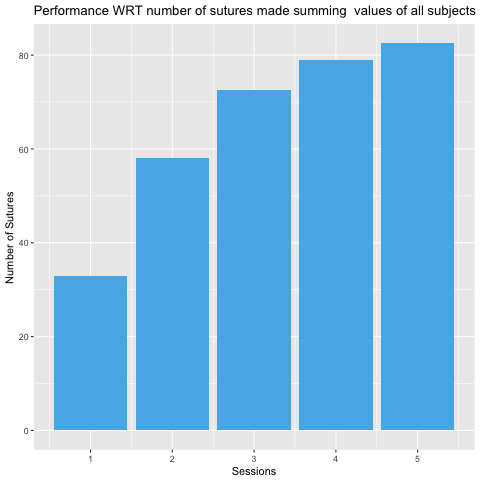 Performance WRT number of sutures made summing  values of all subjects
Number of Sutures
80
60
40
20
0
1 2 3 4 5
Sessions